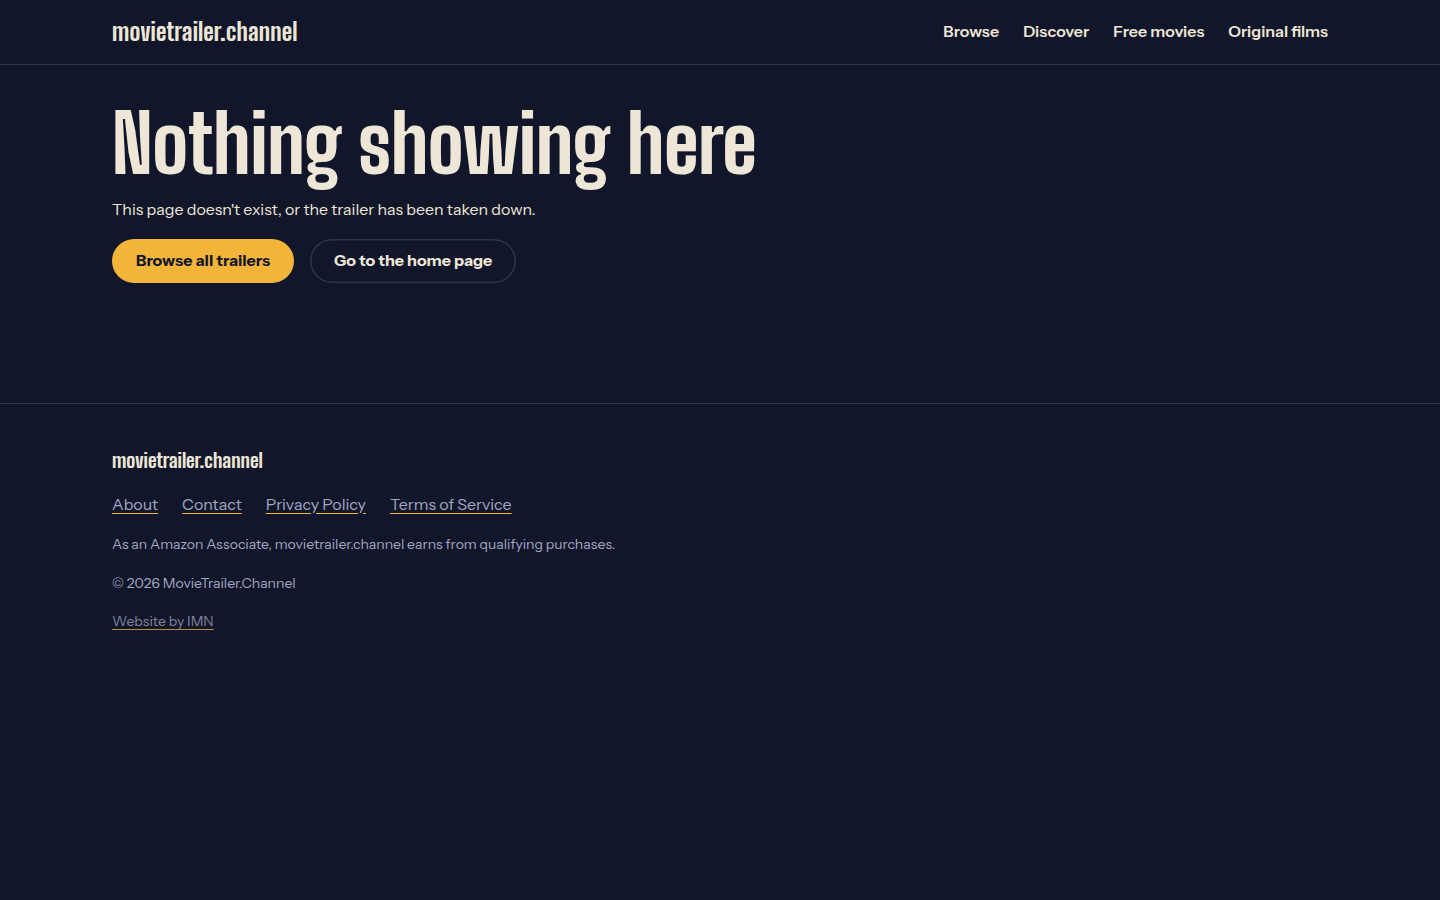 movietrailer.channel
Browse Discover Free movies Original films
Nothing showing here
This page doesn't exist, or the trailer has been taken down.
Browse all trailers Go to the home page
movietrailer.channel
About Contact Privacy Policy Terms of Service
As an Amazon Associate, movietrailer.channel earns from qualifying purchases.
© 2026 MovieTrailer.Channel
Website by IMN